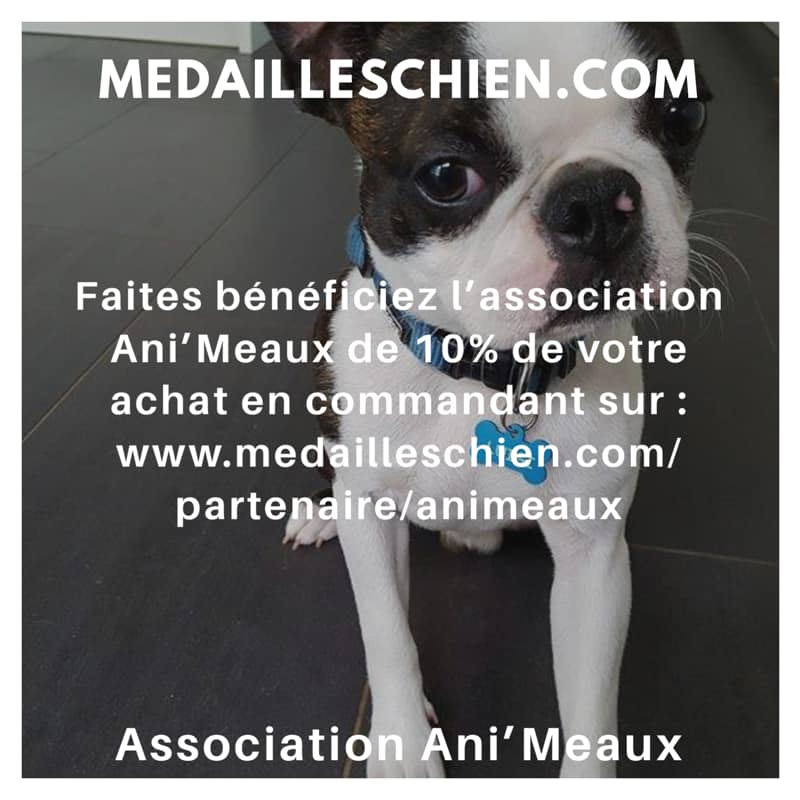 MEDAILLESCHIEN.COM
Faites bénéficiez l’association
Ani’Meaux de 10% de votre
achat en commandant sur :
www.medailleschien.com/
partenaire/animeaux
Association Ani’Meaux